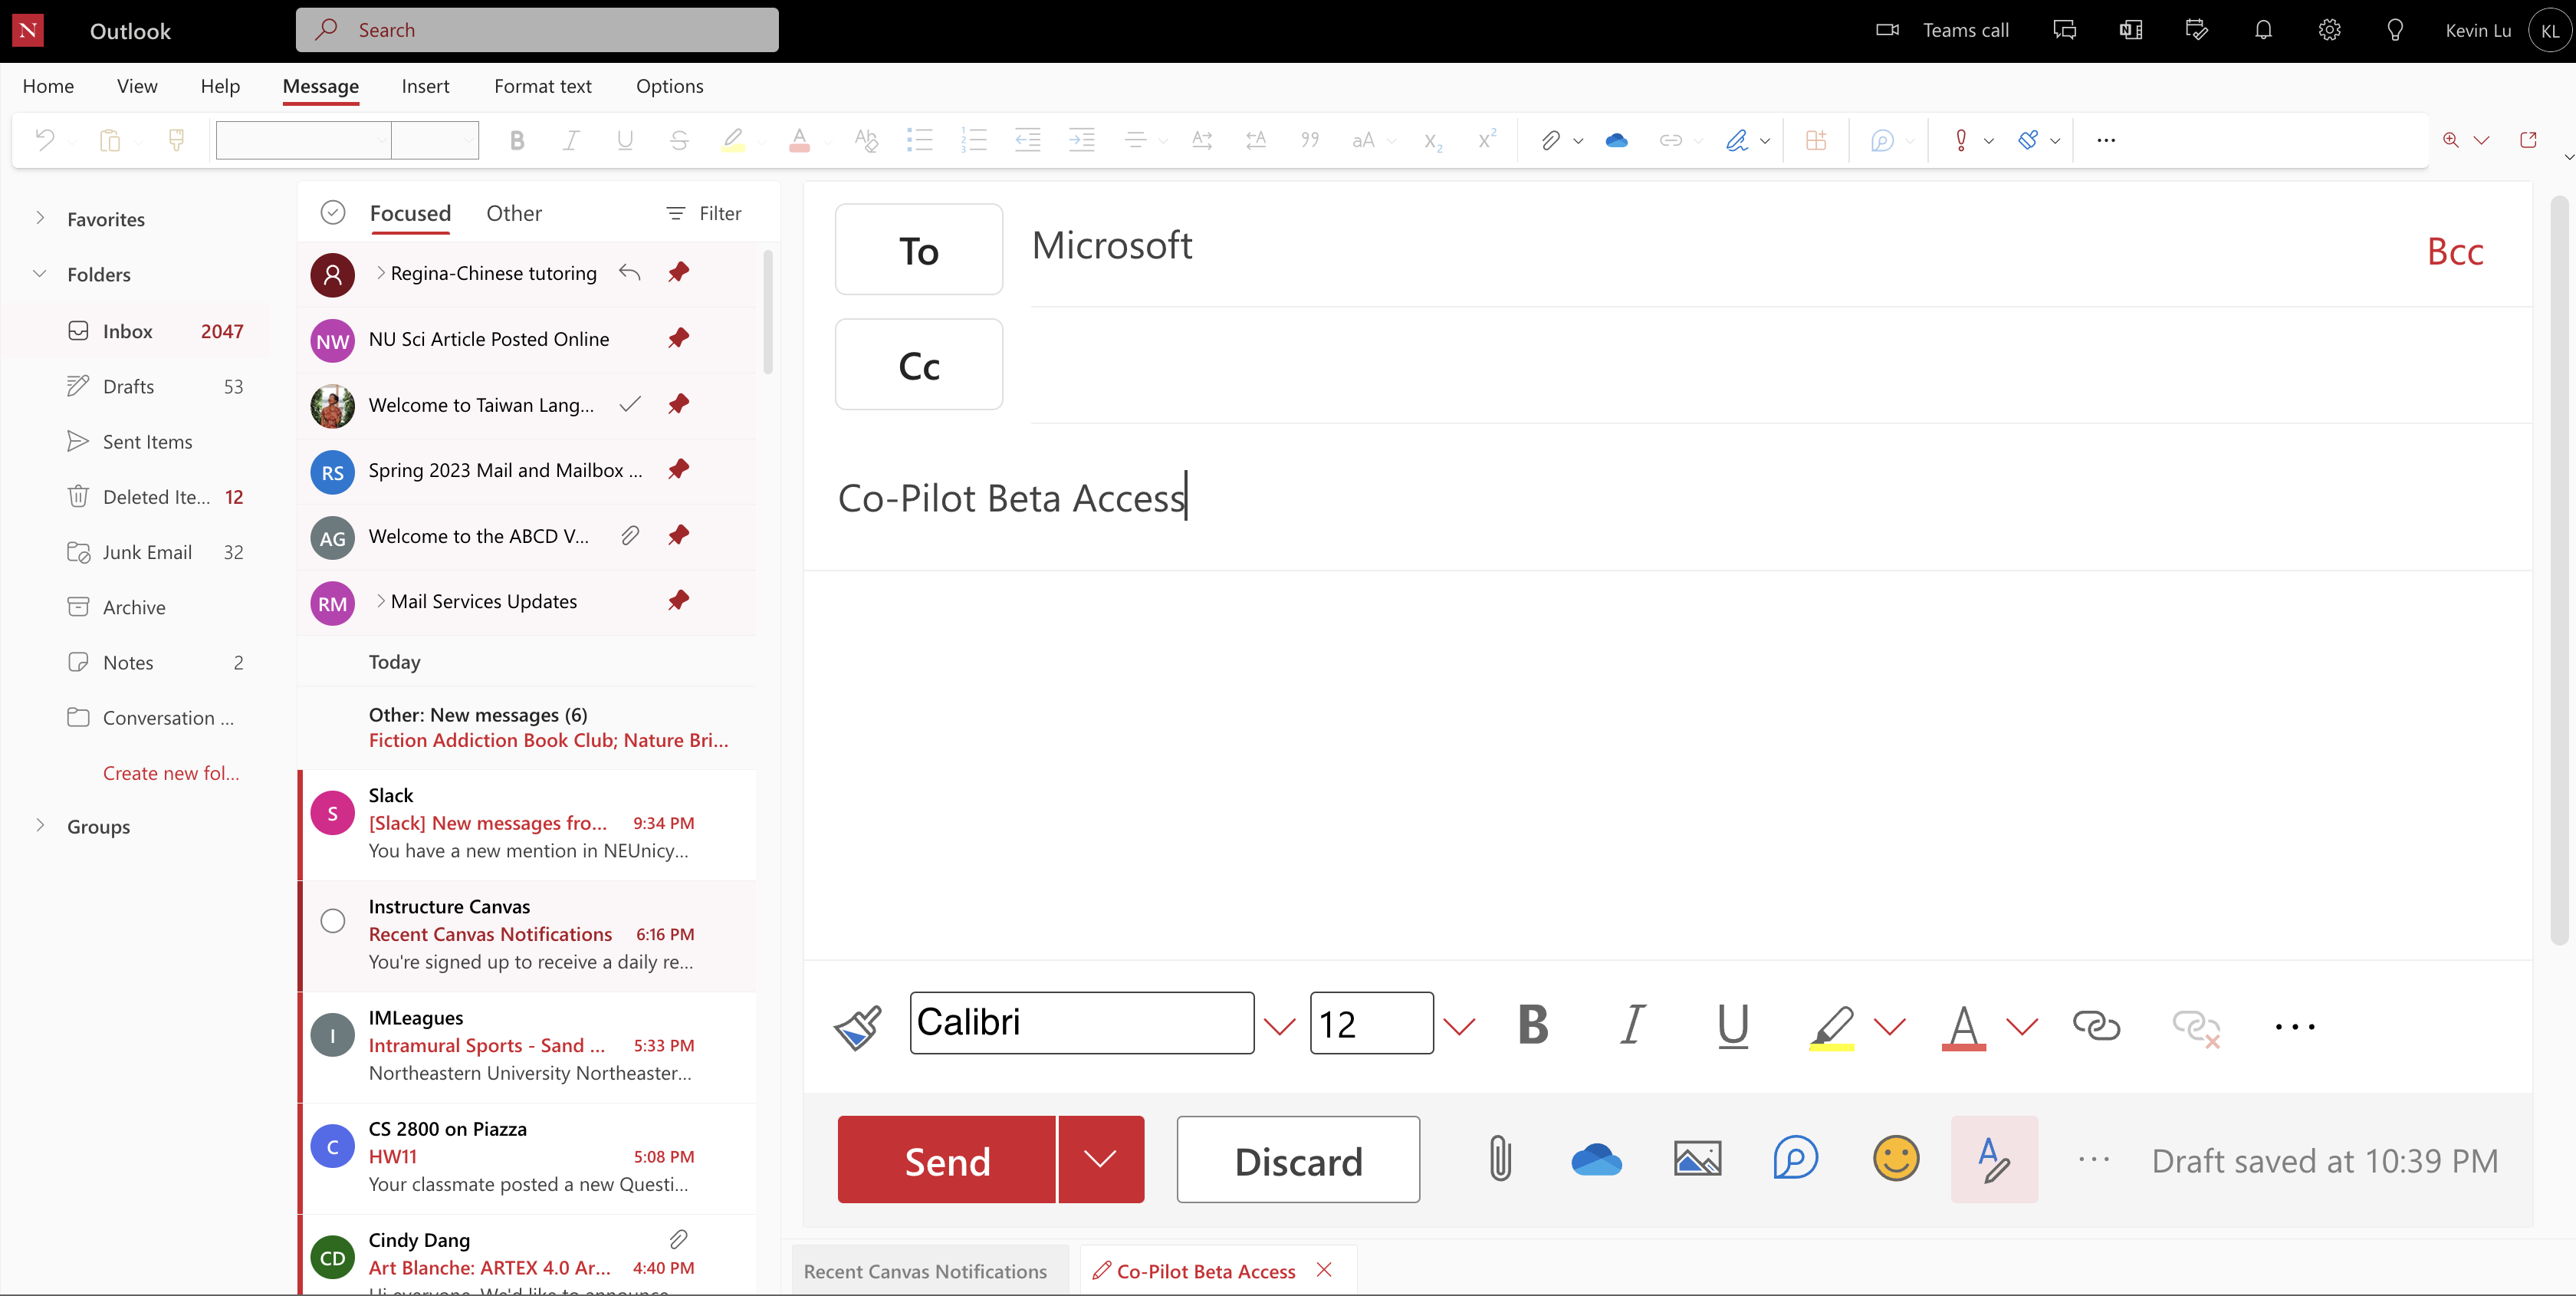 N
Outlook
Search
Teams call
Kevin Lu
KL
Home
View
Help
Message
Insert
Format text
Options
Favorites
Folders
Inbox 2047
Drafts 53
Sent Items
Deleted Ite... 12
Junk Email 32
Archive
Notes 2
Conversation ...
Create new fol...
Groups
Focused
Other
Filter
Regina-Chinese tutoring
NW
NU Sci Article Posted Online
Welcome to Taiwan Lang...
RS
Spring 2023 Mail and Mailbox ...
AG
Welcome to the ABCD V...
RM
Mail Services Updates
Today
Other: New messages (6)
Fiction Addiction Book Club; Nature Bri...
S
Slack
[Slack] New messages fro... 9:34 PM
You have a new mention in NEUnicy...
Instructure Canvas
Recent Canvas Notifications 6:16 PM
You're signed up to receive a daily re...
I
IMLeagues
Intramural Sports - Sand ... 5:33 PM
Northeastern University Northeaster...
C
CS 2800 on Piazza
HW11 5:08 PM
Your classmate posted a new Questi...
CD
Cindy Dang
Art Blanche: ARTEX 4.0 Ar... 4:40 PM
Hi everyone, We'd like to announce
To
Microsoft
Bcc
Cc
Co-Pilot Beta Access
Calibri
12
B
I
U
A
Send
Discard
Draft saved at 10:39 PM
Recent Canvas Notifications
Co-Pilot Beta Access